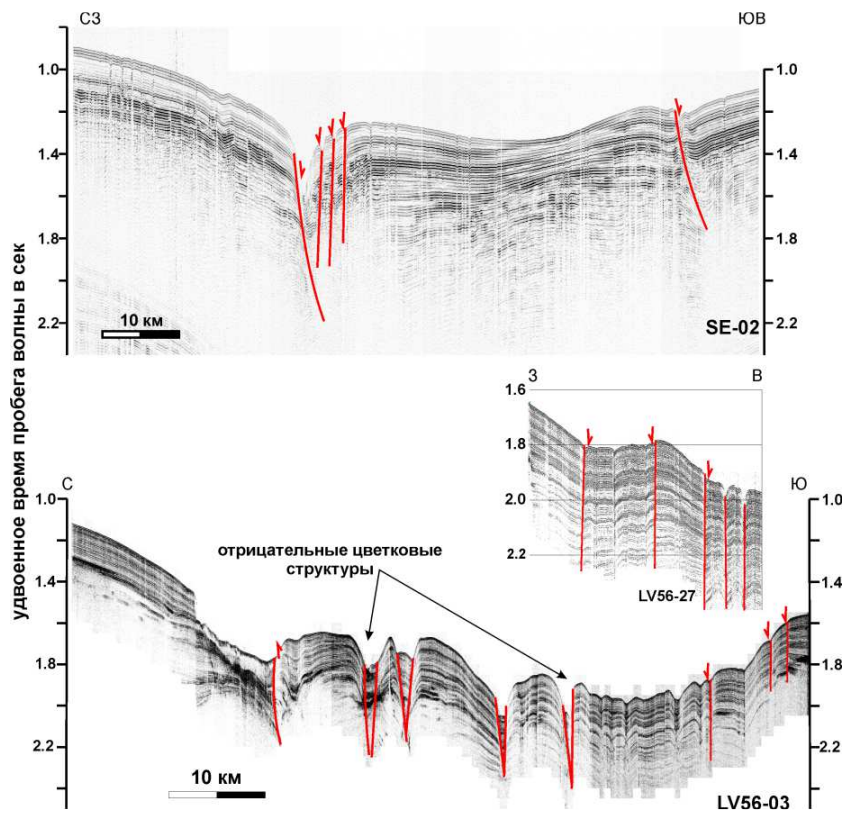 СЗ
ЮВ
1.0
1.0
1.4
1.4
1.8
1.8
2.2
2.2
10 км
SE-02
удвоенное время пробега волны в сек
З
В
1.6
1.8
2.0
2.2
LV56-27
С
Ю
1.0
1.0
отрицательные цветковые
структуры
1.4
1.4
1.8
1.8
2.2
2.2
10 км
LV56-03